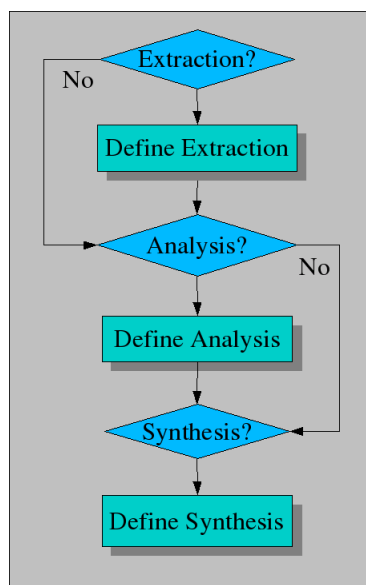 Extraction?
No
Define Extraction
Analysis?
No
Define Analysis
Synthesis?
Define Synthesis